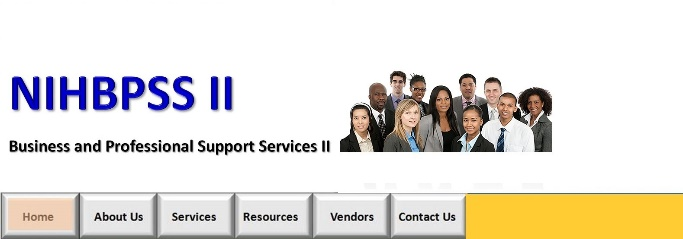 NIHBPSS II
Business and Professional Support Services II
Home About Us Services Resources Vendors Contact Us